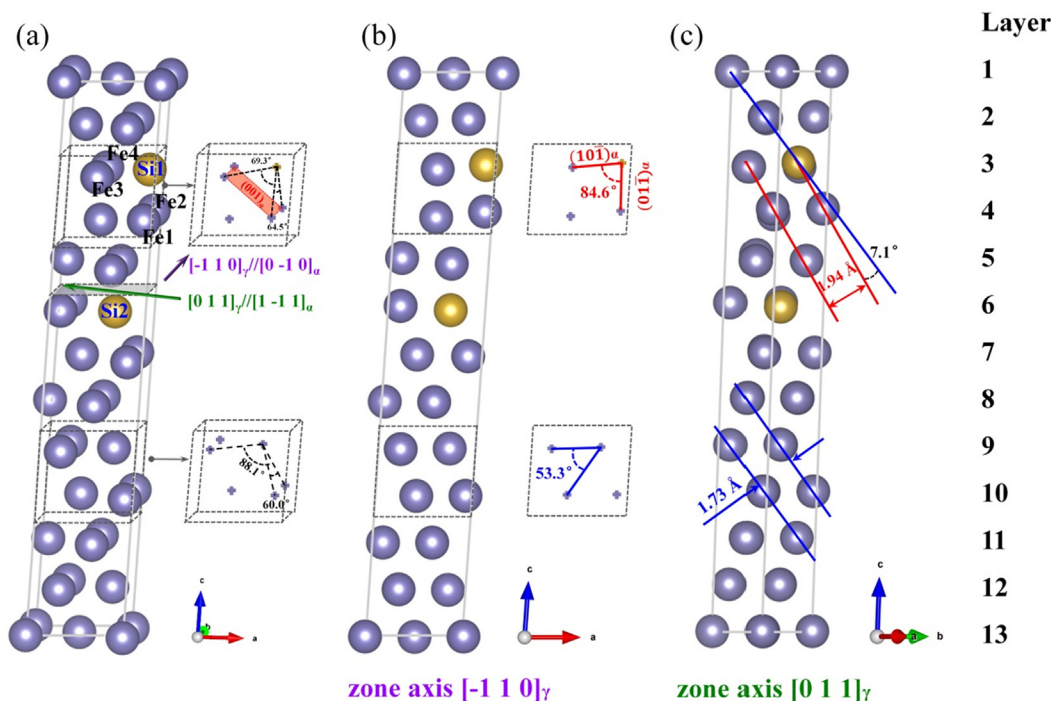 (a)
(b)
(c)
Layer
1
2
3
4
5
6
7
8
9
10
11
12
13
Fe4
Si1
Fe3
Fe2
Fe1
Si2
69.3°
(001)α
64.5°
[-1 1 0]γ//[0 -1 0]α
[0 1 1]γ//[1 -1 1]α
88.1°
60.0°
c
b
a
(101̄)α
84.6°
(011̄)α
53.3°
c
a
zone axis [-1 1 0]γ
7.1°
1.94 Å
1.73 Å
c
a
b
zone axis [0 1 1]γ